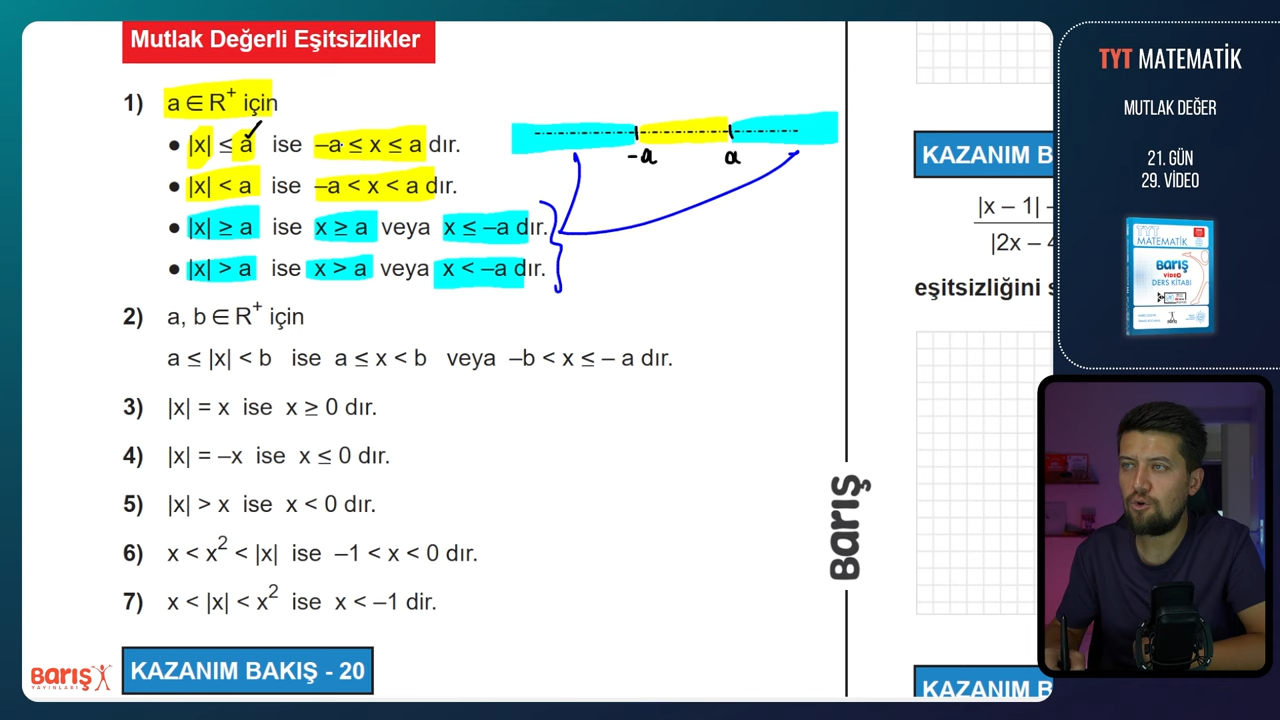 Mutlak Değerli Eşitsizlikler
1) a ∈ R⁺ için
• |x| ≤ a ise –a ≤ x ≤ a dır.
• |x| < a ise –a < x < a dır.
• |x| ≥ a ise x ≥ a veya x ≤ –a dır.
• |x| > a ise x > a veya x < –a dır.
-a a
2) a, b ∈ R⁺ için
a ≤ |x| < b ise a ≤ x < b veya –b < x ≤ – a dır.
3) |x| = x ise x ≥ 0 dır.
4) |x| = –x ise x ≤ 0 dır.
5) |x| > x ise x < 0 dır.
6) x < x² < |x| ise –1 < x < 0 dır.
7) x < |x| < x² ise x < –1 dir.
KAZANIM BAKIŞ - 20
BARIŞ
YAYINLARI
Barış
KAZANIM B
|x – 1| –
|2x – 4
eşitsizliğini s
KAZANIM B
TYT MATEMATİK
MUTLAK DEĞER
21. GÜN
29. VİDEO
TYT
MATEMATİK
Barış
VİDEO
DERS KİTABI